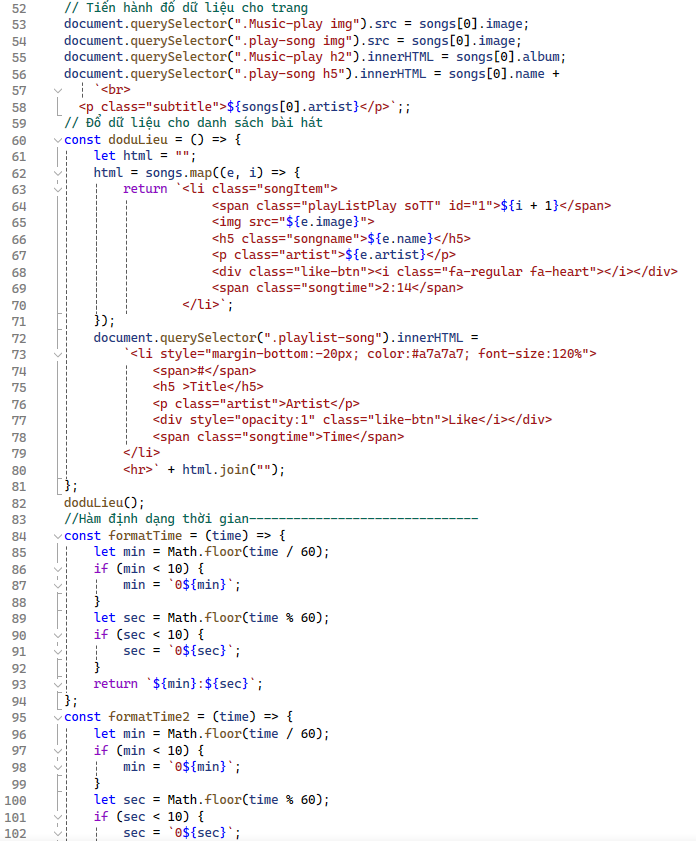 52 // Tiến hành đổ dữ liệu cho trang
53 document.querySelector(".Music-play img").src = songs[0].image;
54 document.querySelector(".play-song img").src = songs[0].image;
55 document.querySelector(".Music-play h2").innerHTML = songs[0].album;
56 document.querySelector(".play-song h5").innerHTML = songs[0].name +
57 `<br>
58 <p class="subtitle">${songs[0].artist}</p>`;;
59 // Đổ dữ liệu cho danh sách bài hát
60 const doduLieu = () => {
61 let html = "";
62 html = songs.map((e, i) => {
63 return `<li class="songItem">
64 <span class="playListPlay soTT" id="1">${i + 1}</span>
65 <img src="${e.image}">
66 <h5 class="songname">${e.name}</h5>
67 <p class="artist">${e.artist}</p>
68 <div class="like-btn"><i class="fa-regular fa-heart"></i></div>
69 <span class="songtime">2:14</span>
70 </li>`;
71 });
72 document.querySelector(".playlist-song").innerHTML =
73 `<li style="margin-bottom:-20px; color:#a7a7a7; font-size:120%">
74 <span>#</span>
75 <h5 >Title</h5>
76 <p class="artist">Artist</p>
77 <div style="opacity:1" class="like-btn">Like</i></div>
78 <span class="songtime">Time</span>
79 </li>
80 <hr>` + html.join("");
81 };
82 doduLieu();
83 //Hàm định dạng thời gian-------------------------------
84 const formatTime = (time) => {
85 let min = Math.floor(time / 60);
86 if (min < 10) {
87 min = `0${min}`;
88 }
89 let sec = Math.floor(time % 60);
90 if (sec < 10) {
91 sec = `0${sec}`;
92 }
93 return `${min}:${sec}`;
94 };
95 const formatTime2 = (time) => {
96 let min = Math.floor(time / 60);
97 if (min < 10) {
98 min = `0${min}`;
99 }
100 let sec = Math.floor(time % 60);
101 if (sec < 10) {
102 sec = `0${sec}`;